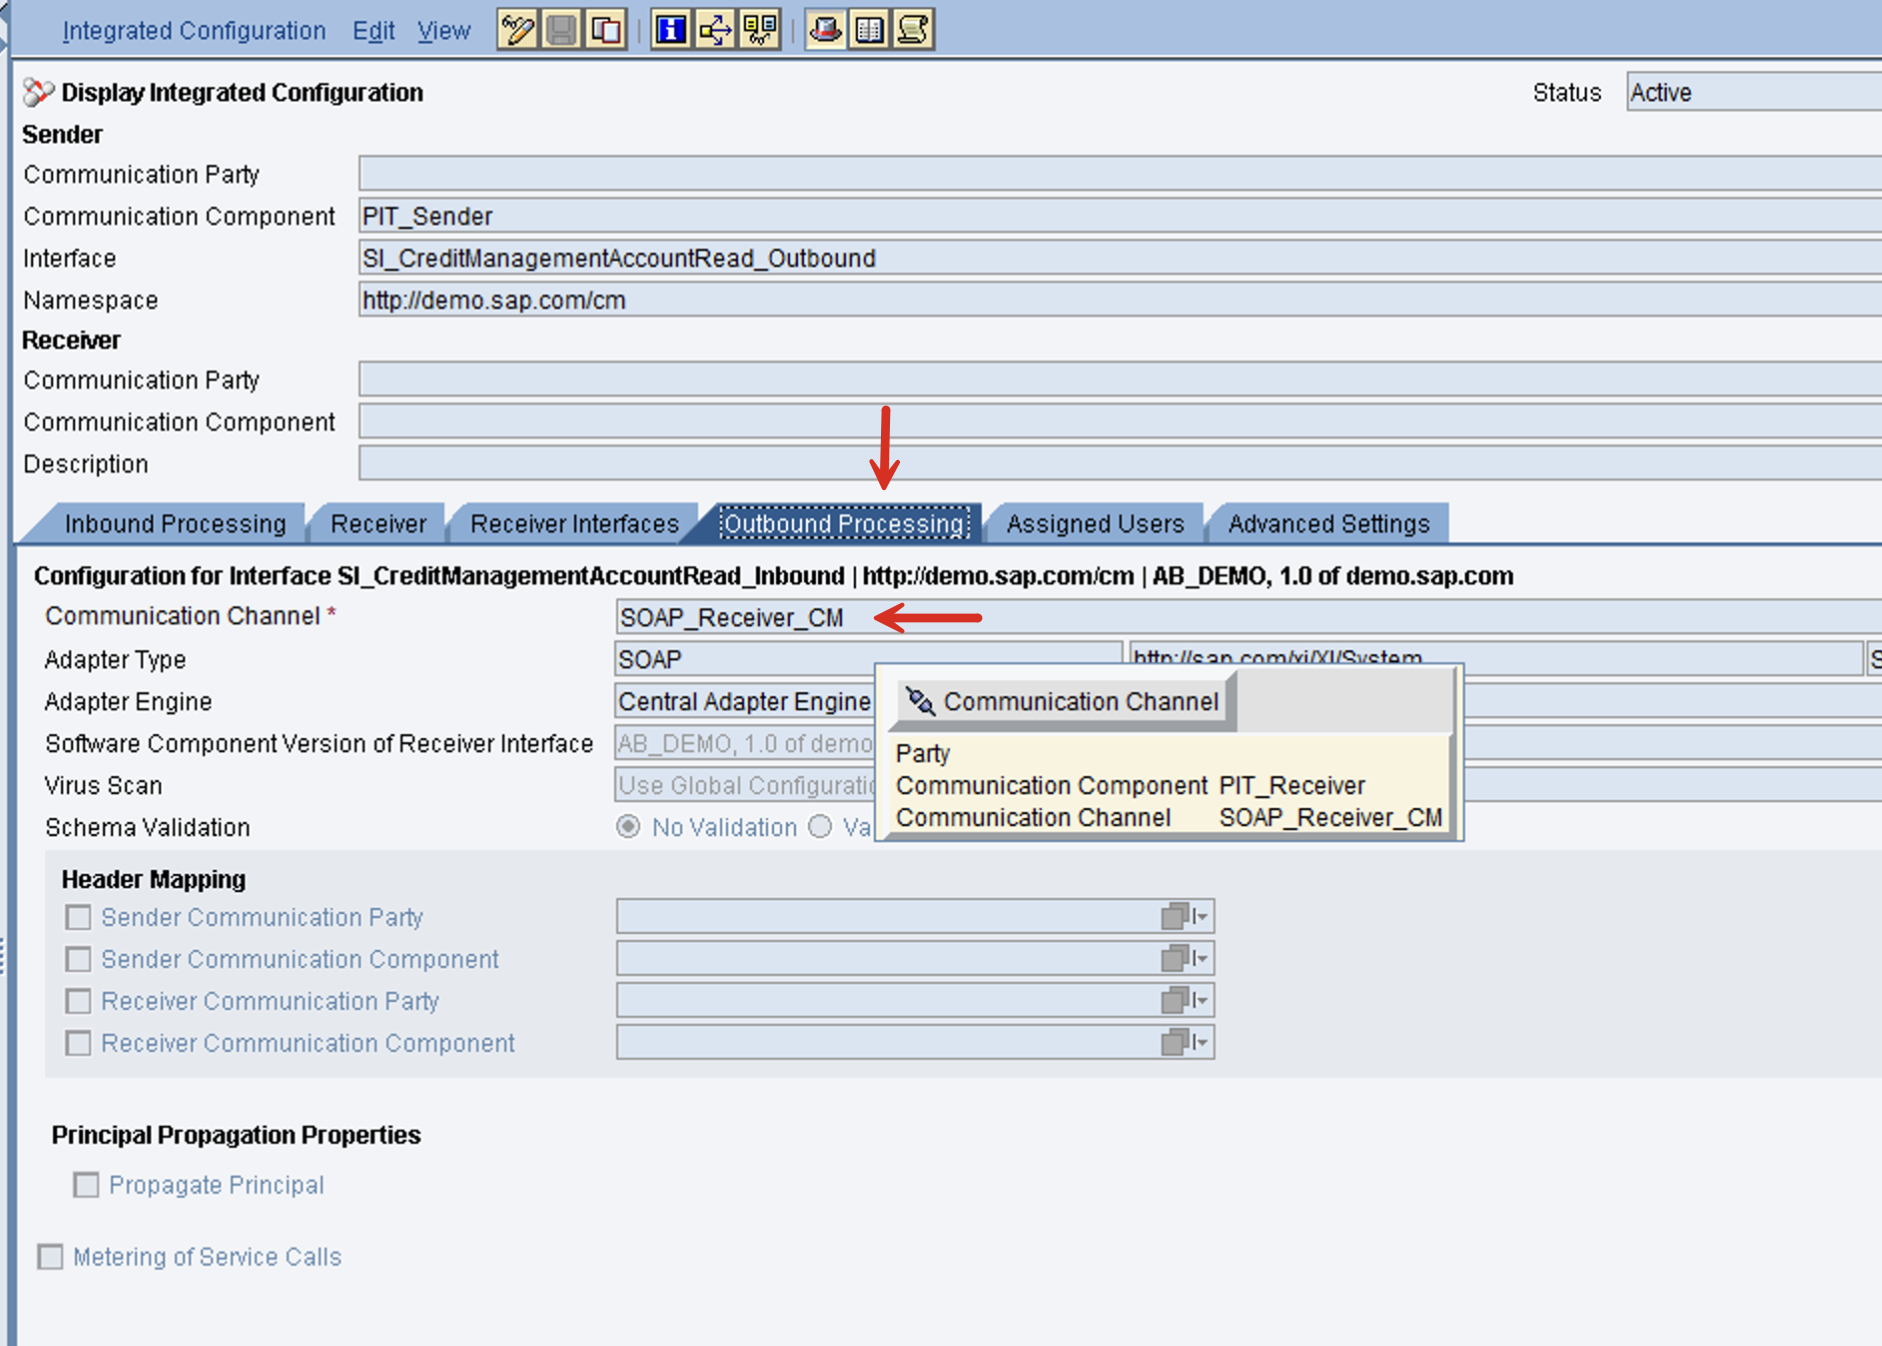 Integrated Configuration Edit View
Display Integrated Configuration Status Active
Sender
Communication Party
Communication Component PIT_Sender
Interface SI_CreditManagementAccountRead_Outbound
Namespace http://demo.sap.com/cm
Receiver
Communication Party
Communication Component
Description
Inbound Processing Receiver Receiver Interfaces Outbound Processing Assigned Users Advanced Settings
Configuration for Interface SI_CreditManagementAccountRead_Inbound | http://demo.sap.com/cm | AB_DEMO, 1.0 of demo.sap.com
Communication Channel * SOAP_Receiver_CM
Adapter Type SOAP http://sap.com/xi/XI/System S
Adapter Engine Central Adapter Engine
Communication Channel
Software Component Version of Receiver Interface AB_DEMO, 1.0 of demo
Party
Virus Scan Use Global Configuratio
Communication Component PIT_Receiver
Communication Channel SOAP_Receiver_CM
Schema Validation No Validation Va
Header Mapping
Sender Communication Party
Sender Communication Component
Receiver Communication Party
Receiver Communication Component
Principal Propagation Properties
Propagate Principal
Metering of Service Calls